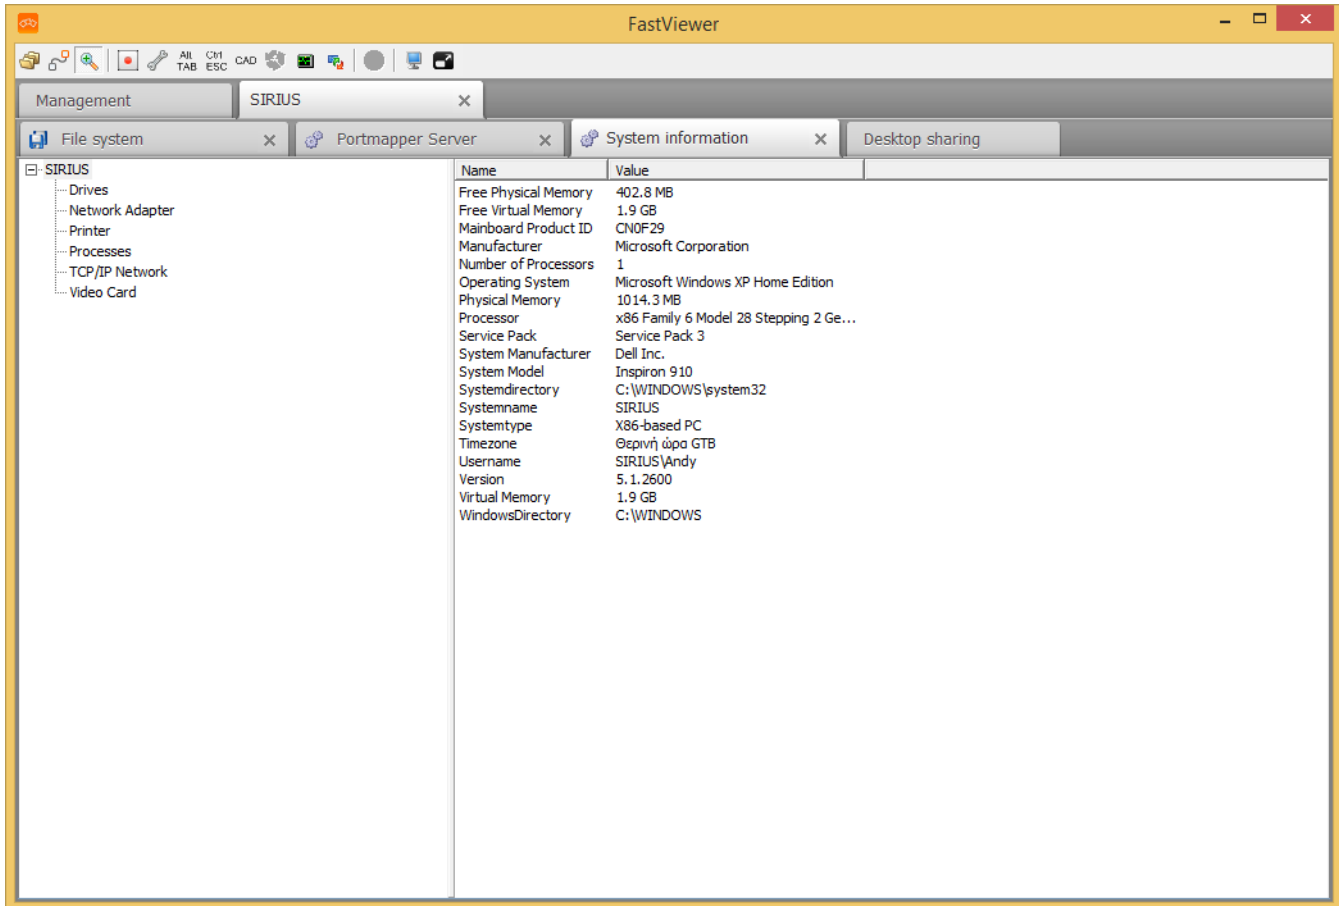 FastViewer
Alt TAB Ctrl ESC CAD
Management SIRIUS
File system Portmapper Server System information Desktop sharing
SIRIUS
Drives
Network Adapter
Printer
Processes
TCP/IP Network
Video Card
Name Value
Free Physical Memory 402.8 MB
Free Virtual Memory 1.9 GB
Mainboard Product ID CN0F29
Manufacturer Microsoft Corporation
Number of Processors 1
Operating System Microsoft Windows XP Home Edition
Physical Memory 1014.3 MB
Processor x86 Family 6 Model 28 Stepping 2 Ge...
Service Pack Service Pack 3
System Manufacturer Dell Inc.
System Model Inspiron 910
Systemdirectory C:\WINDOWS\system32
Systemname SIRIUS
Systemtype X86-based PC
Timezone Θερινή ώρα GTB
Username SIRIUS\Andy
Version 5.1.2600
Virtual Memory 1.9 GB
WindowsDirectory C:\WINDOWS